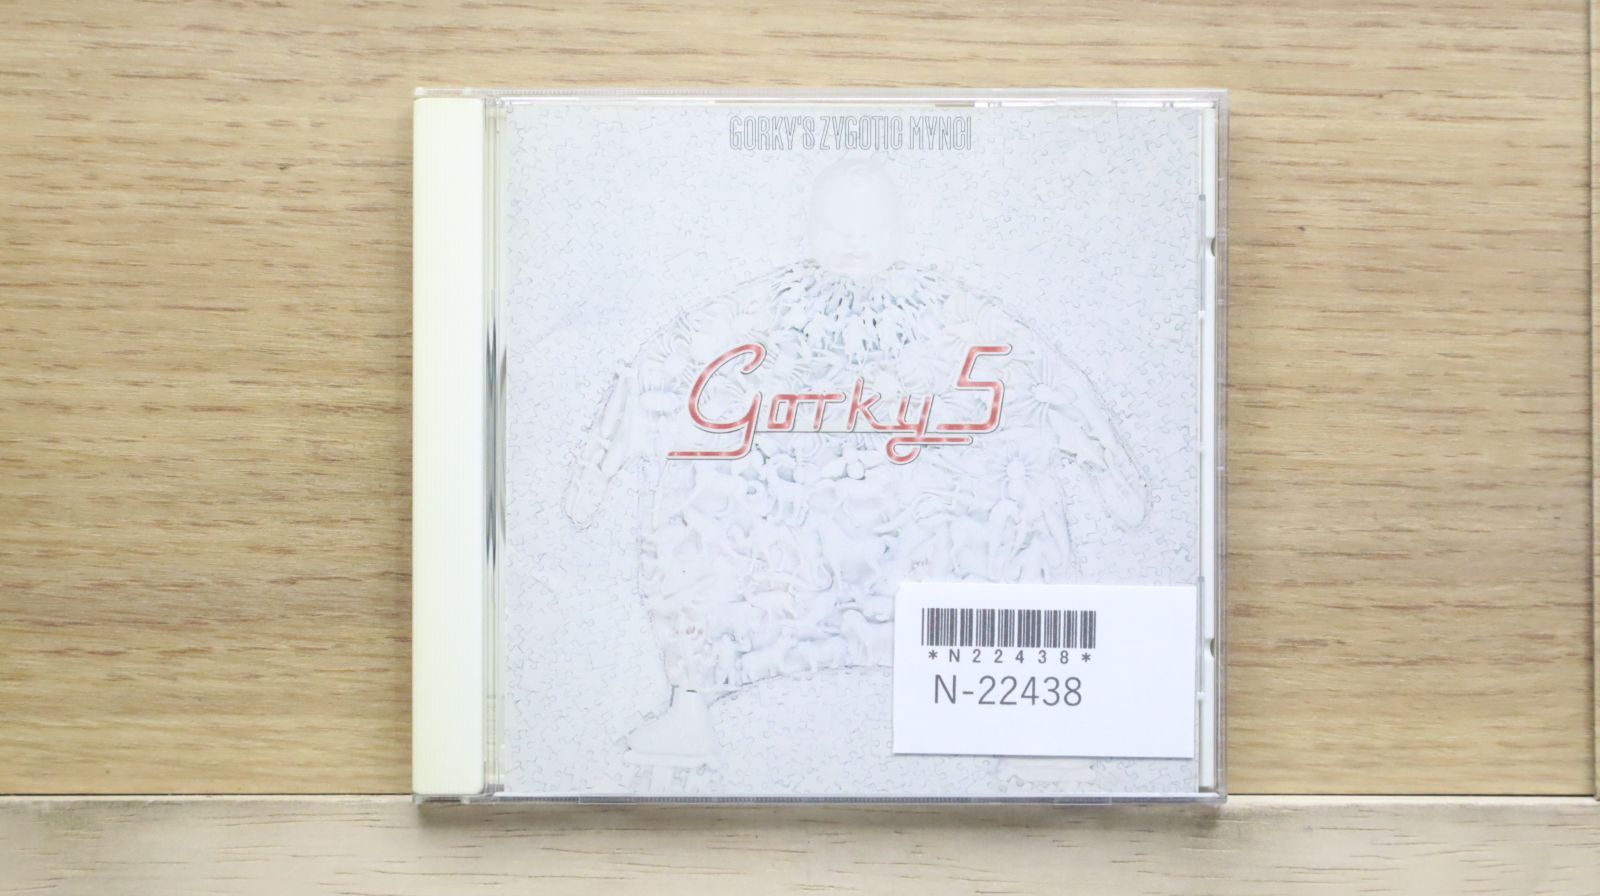 GORKY'S ZYGOTIC MYNCI
Gorky 5
*N22438*
N-22438